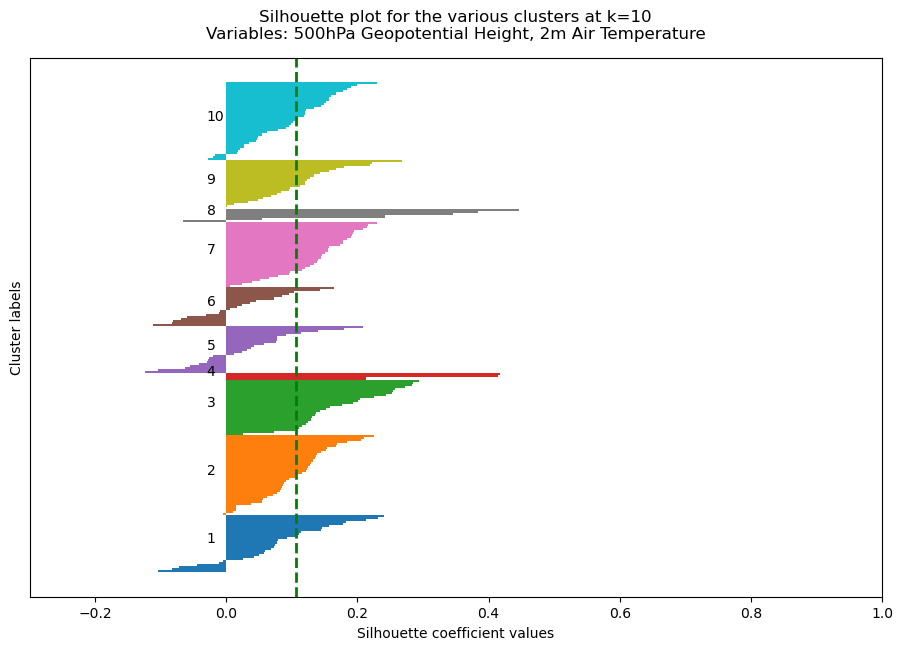 Silhouette plot for the various clusters at k=10
Variables: 500hPa Geopotential Height, 2m Air Temperature
Cluster labels
10
9
8
7
6
5
4
3
2
1
−0.2 0.0 0.2 0.4 0.6 0.8 1.0
Silhouette coefficient values